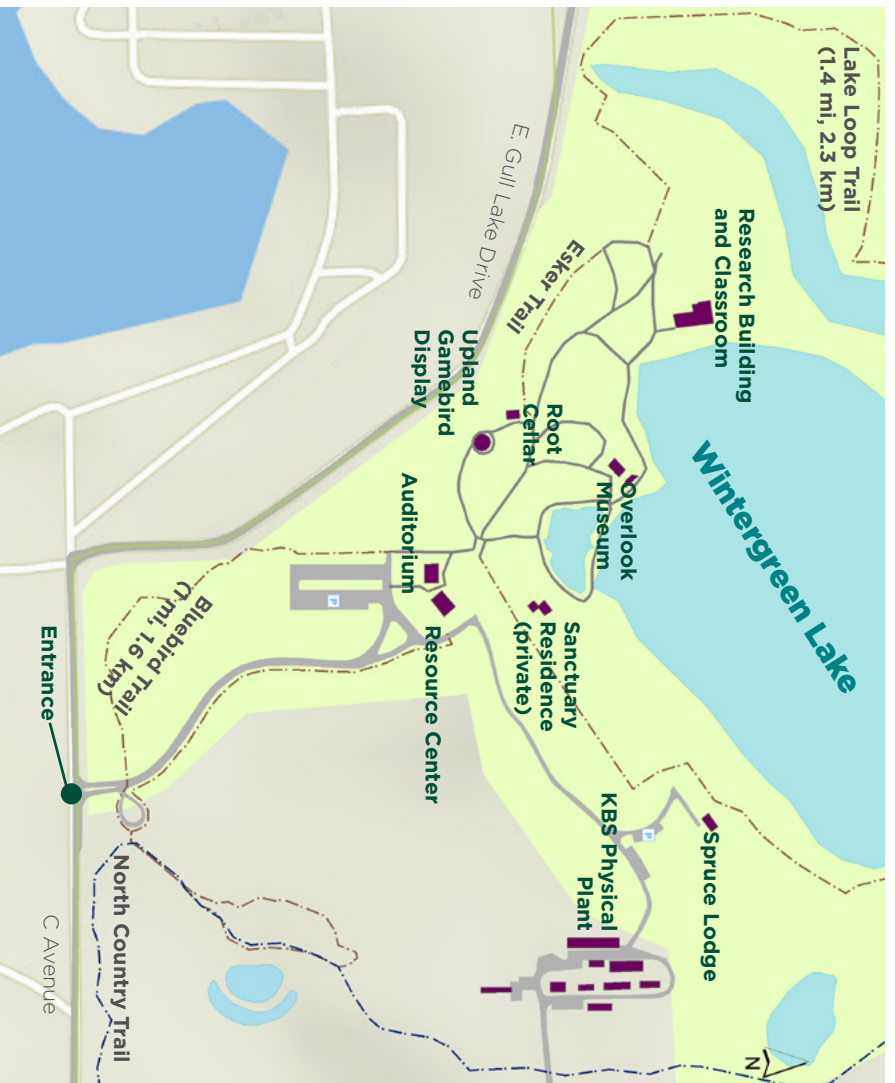 Lake Loop Trail
(1.4 mi, 2.3 km)
Research Building
and Classroom
E. Gull Lake Drive
Esker Trail
Upland
Gamebird
Display
Root
Cellar
Wintergreen Lake
Overlook
Museum
Auditorium
Sanctuary
Residence
(private)
Bluebird Trail
(1 mi, 1.6 km)
P
Resource Center
Entrance
KBS Physical
Plant
P
Spruce Lodge
North Country Trail
C Avenue
N